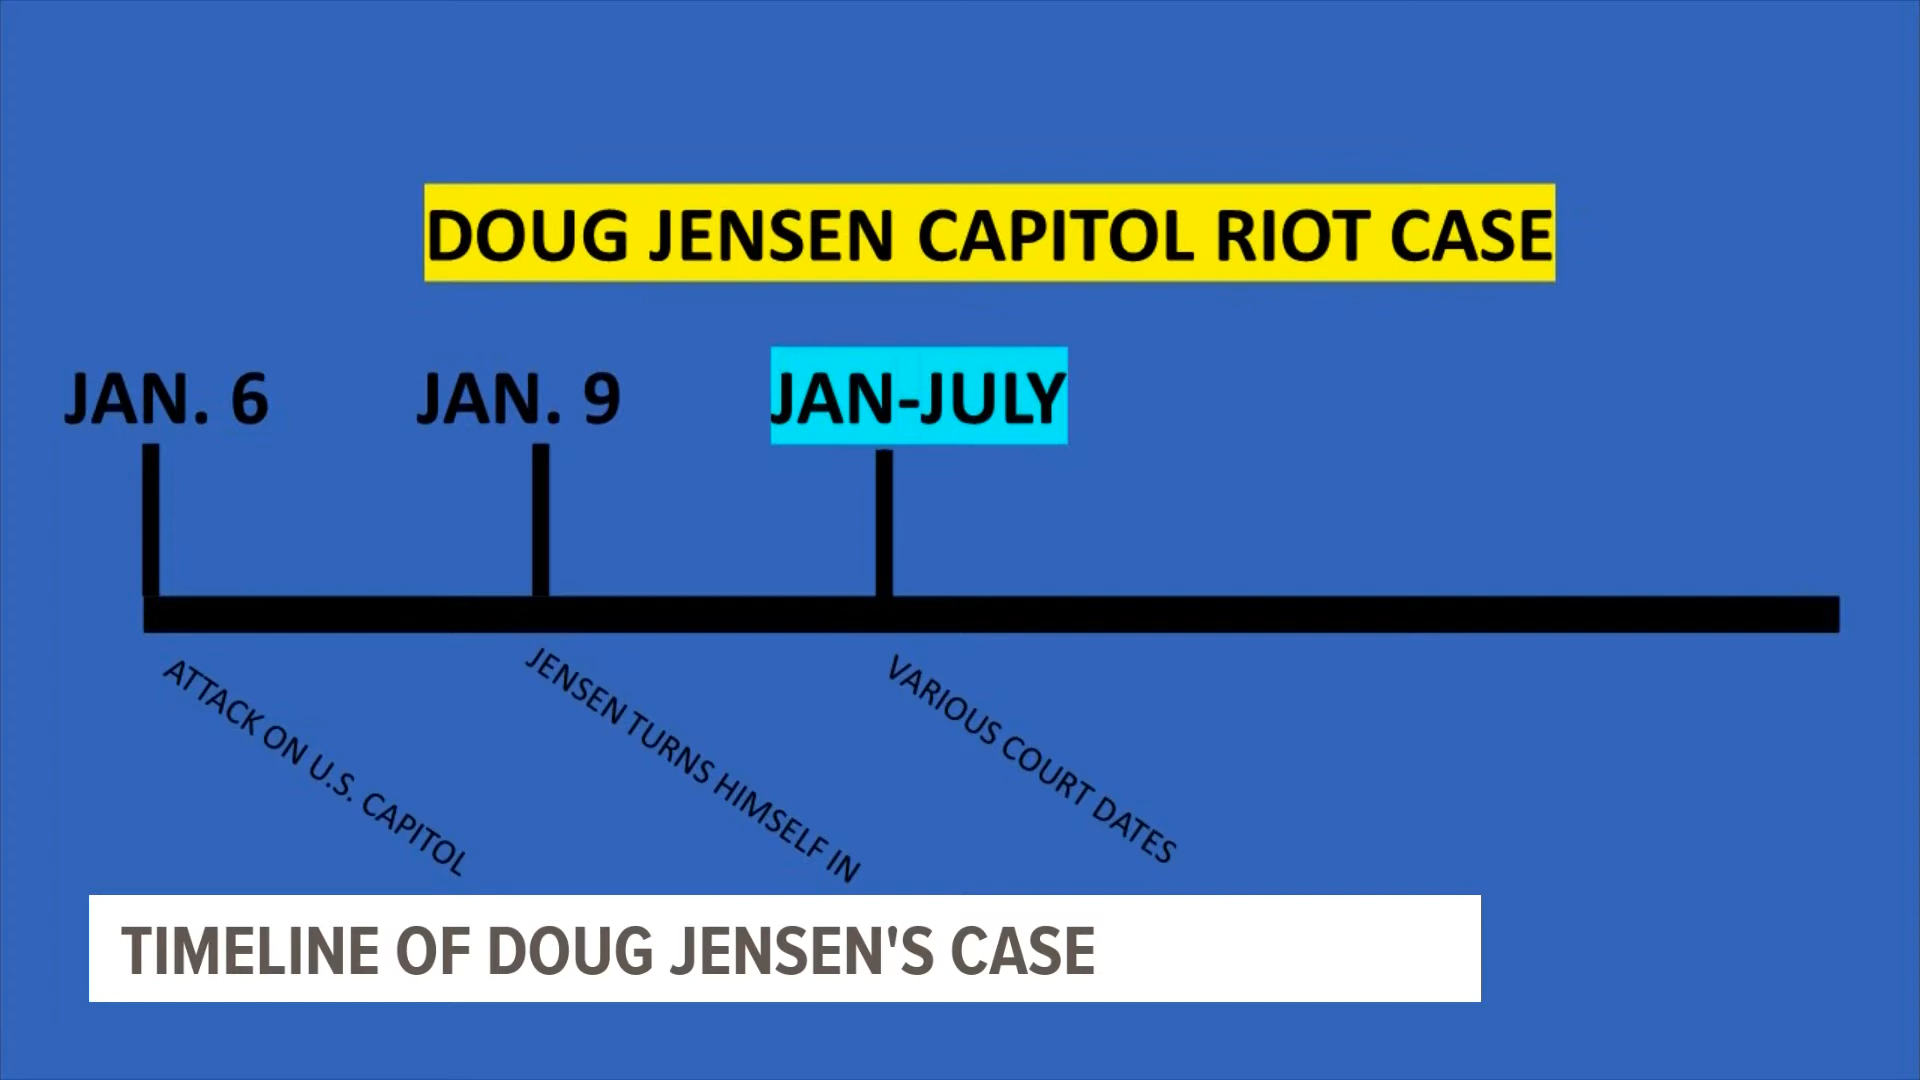 DOUG JENSEN CAPITOL RIOT CASE
JAN. 6
JAN. 9
JAN-JULY
ATTACK ON U.S. CAPITOL
JENSEN TURNS HIMSELF IN
VARIOUS COURT DATES
TIMELINE OF DOUG JENSEN'S CASE